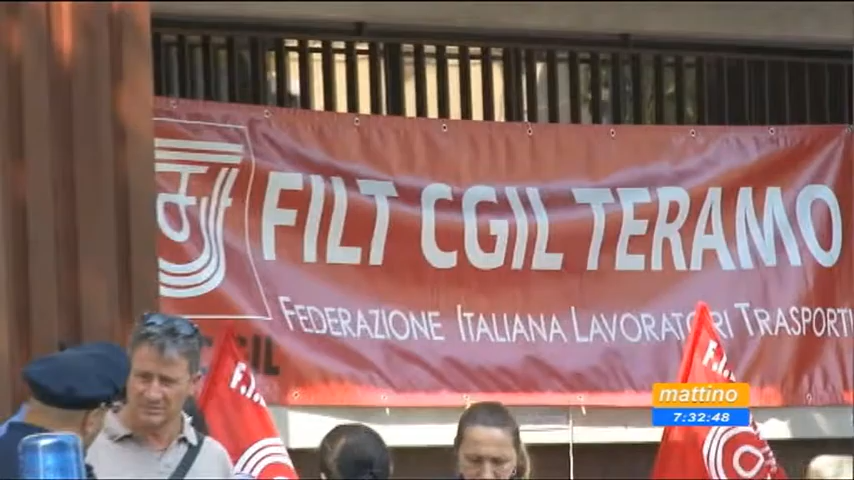 FILT CGIL TERAMO
FEDERAZIONE ITALIANA LAVORATORI TRASPORTI
mattino
7:32:48